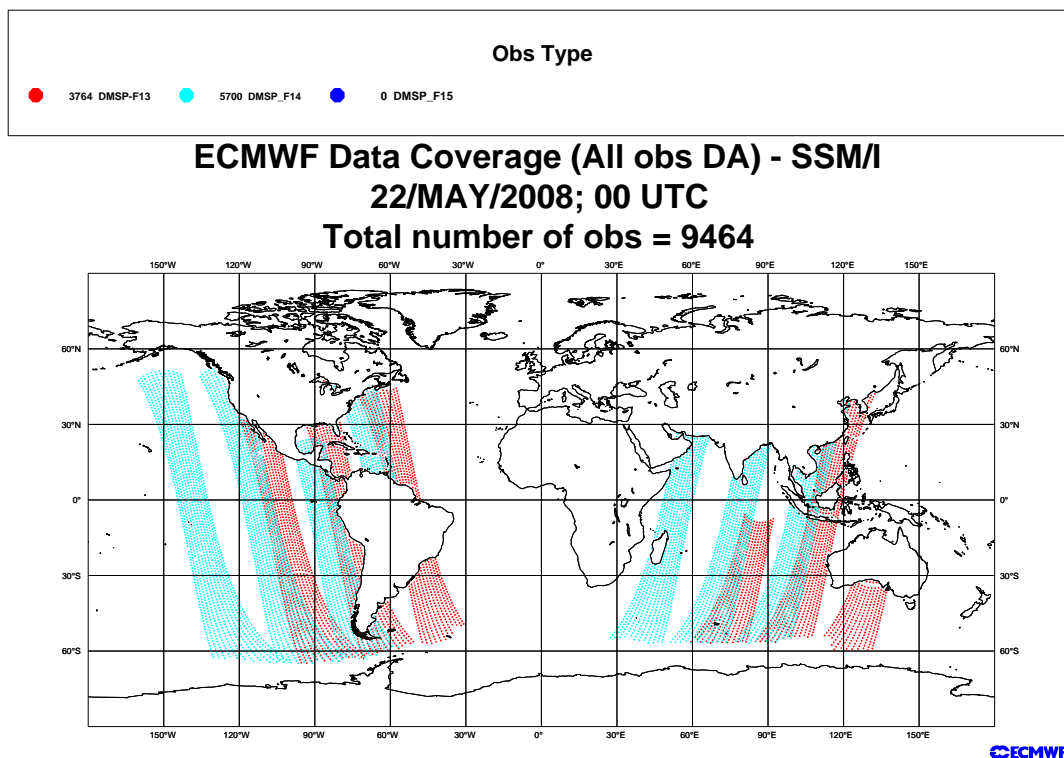 Obs Type
3764 DMSP-F13 5700 DMSP_F14 0 DMSP_F15
ECMWF Data Coverage (All obs DA) - SSM/I
22/MAY/2008; 00 UTC
Total number of obs = 9464
150°W 120°W 90°W 60°W 30°W 0° 30°E 60°E 90°E 120°E 150°E
60°N 60°N
30°N 30°N
0° 0°
30°S 30°S
60°S 60°S
150°W 120°W 90°W 60°W 30°W 0° 30°E 60°E 90°E 120°E 150°E
ECMWF